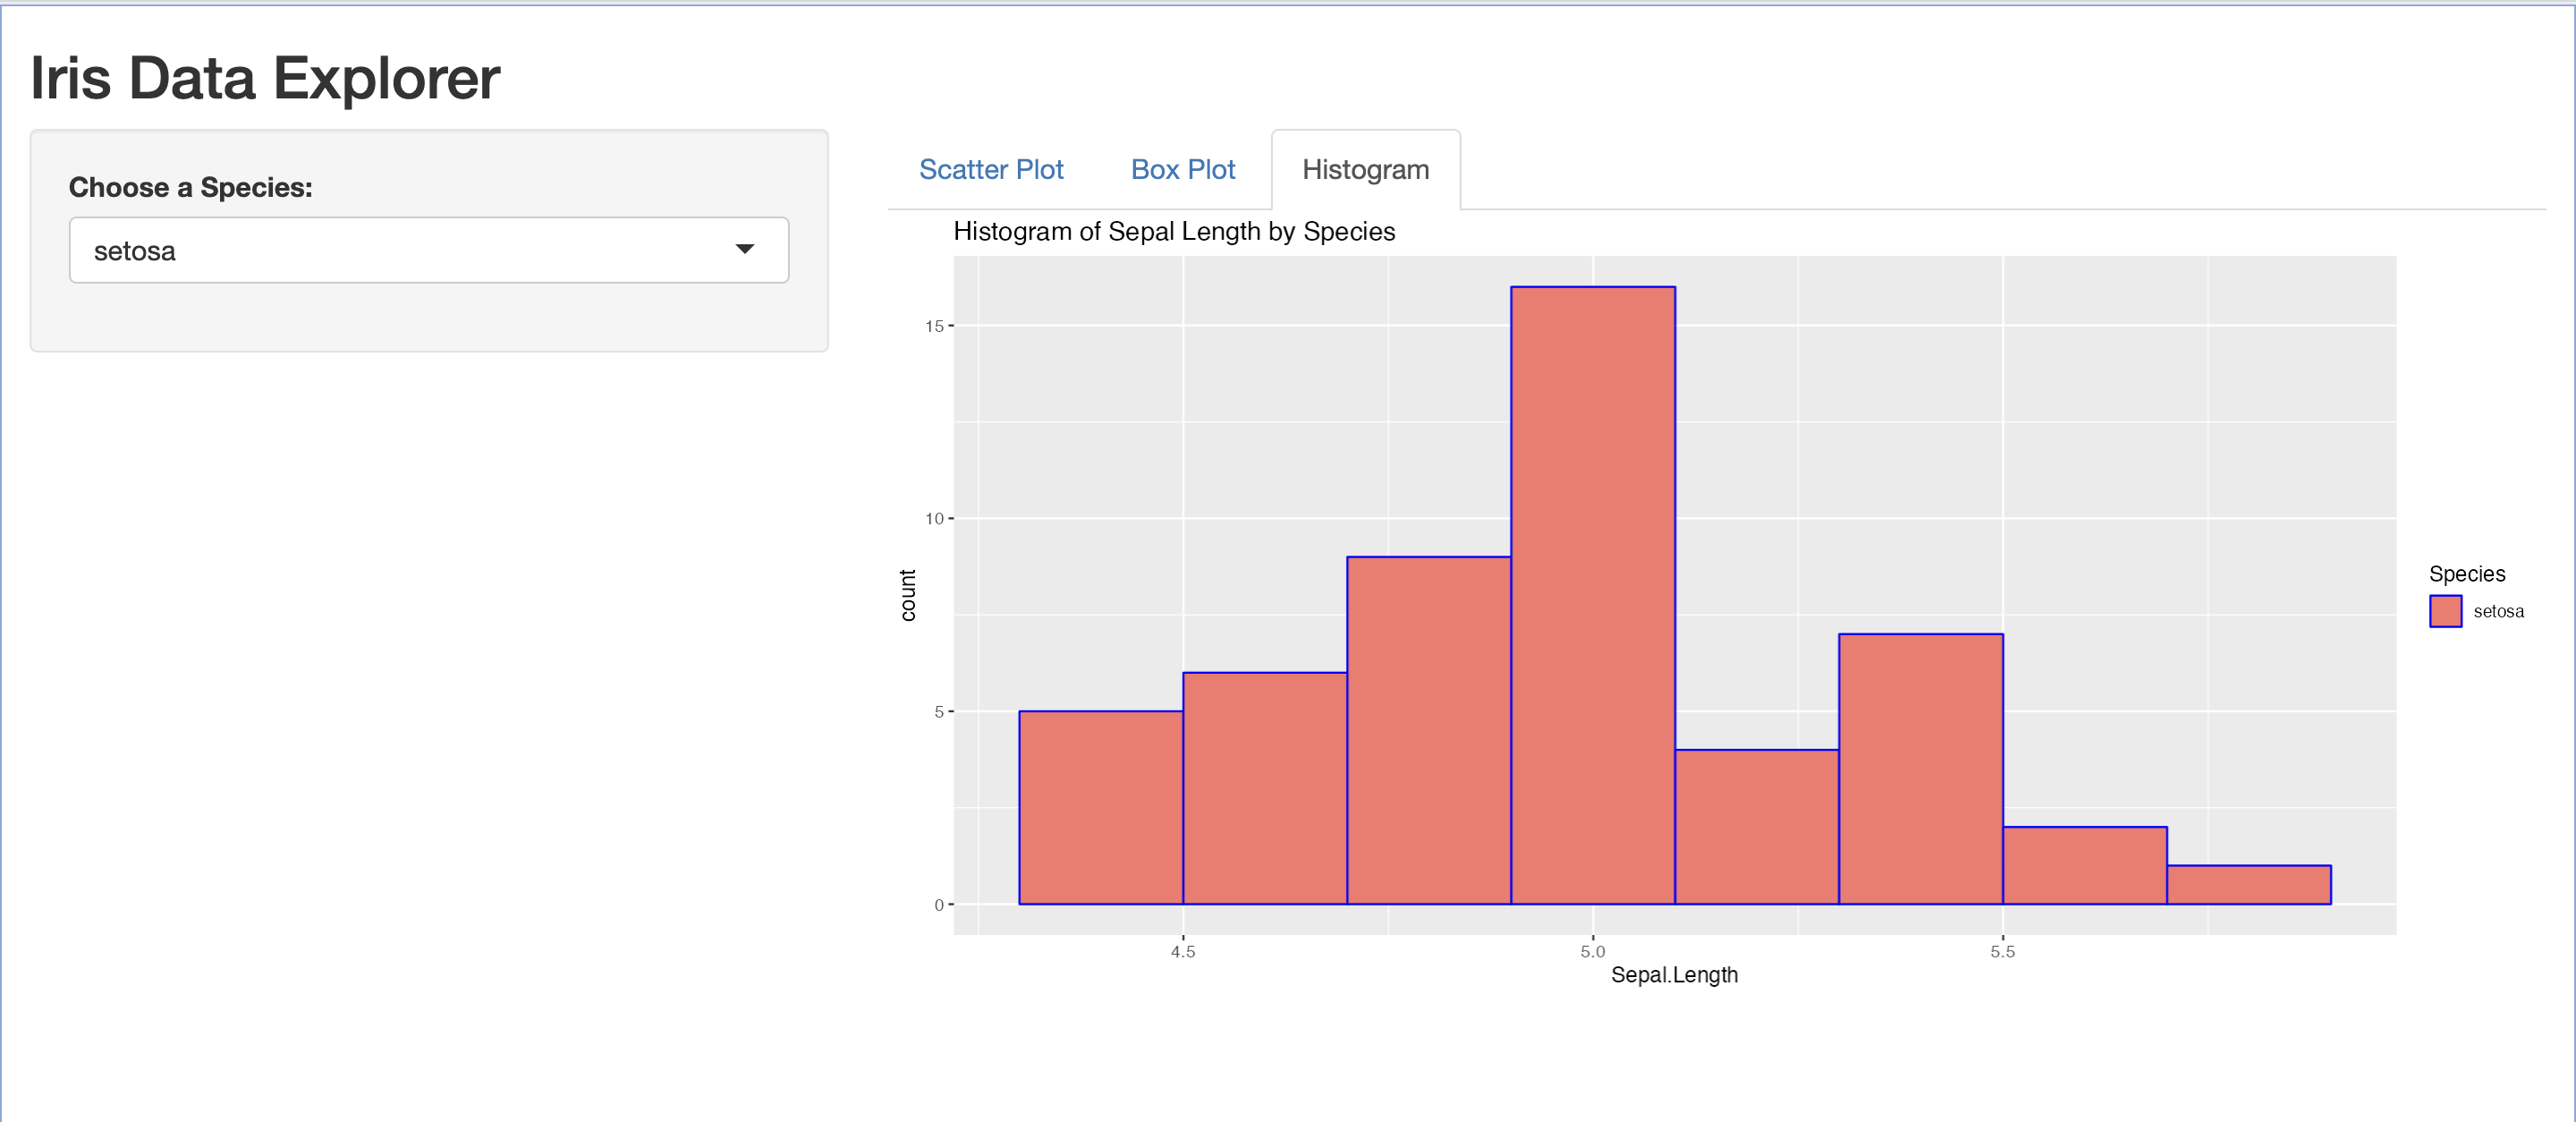 Iris Data Explorer
Choose a Species:
setosa
Scatter Plot
Box Plot
Histogram
Histogram of Sepal Length by Species
15
10
5
0
count
4.5
5.0
5.5
Sepal.Length
Species
setosa